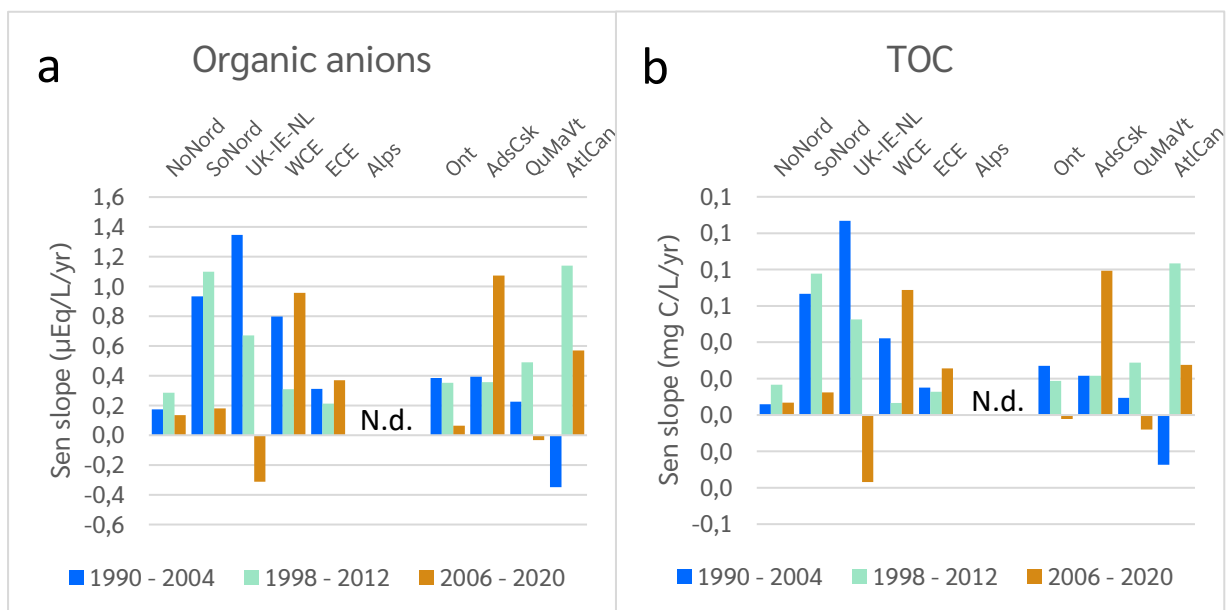 a
Organic anions
NoNord
SoNord
UK-IE-NL
WCE
ECE
Alps
Ont
AdsCsk
QuMaVt
AtlCan
Sen slope (µEq/L/yr)
1,6
1,4
1,2
1,0
0,8
0,6
0,4
0,2
0,0
-0,2
-0,4
-0,6
N.d.
1990 - 2004
1998 - 2012
2006 - 2020
b
TOC
NoNord
SoNord
UK-IE-NL
WCE
ECE
Alps
Ont
AdsCsk
QuMaVt
AtlCan
Sen slope (mg C/L/yr)
0,1
0,1
0,1
0,1
0,0
0,0
0,0
0,0
0,0
-0,1
N.d.
1990 - 2004
1998 - 2012
2006 - 2020